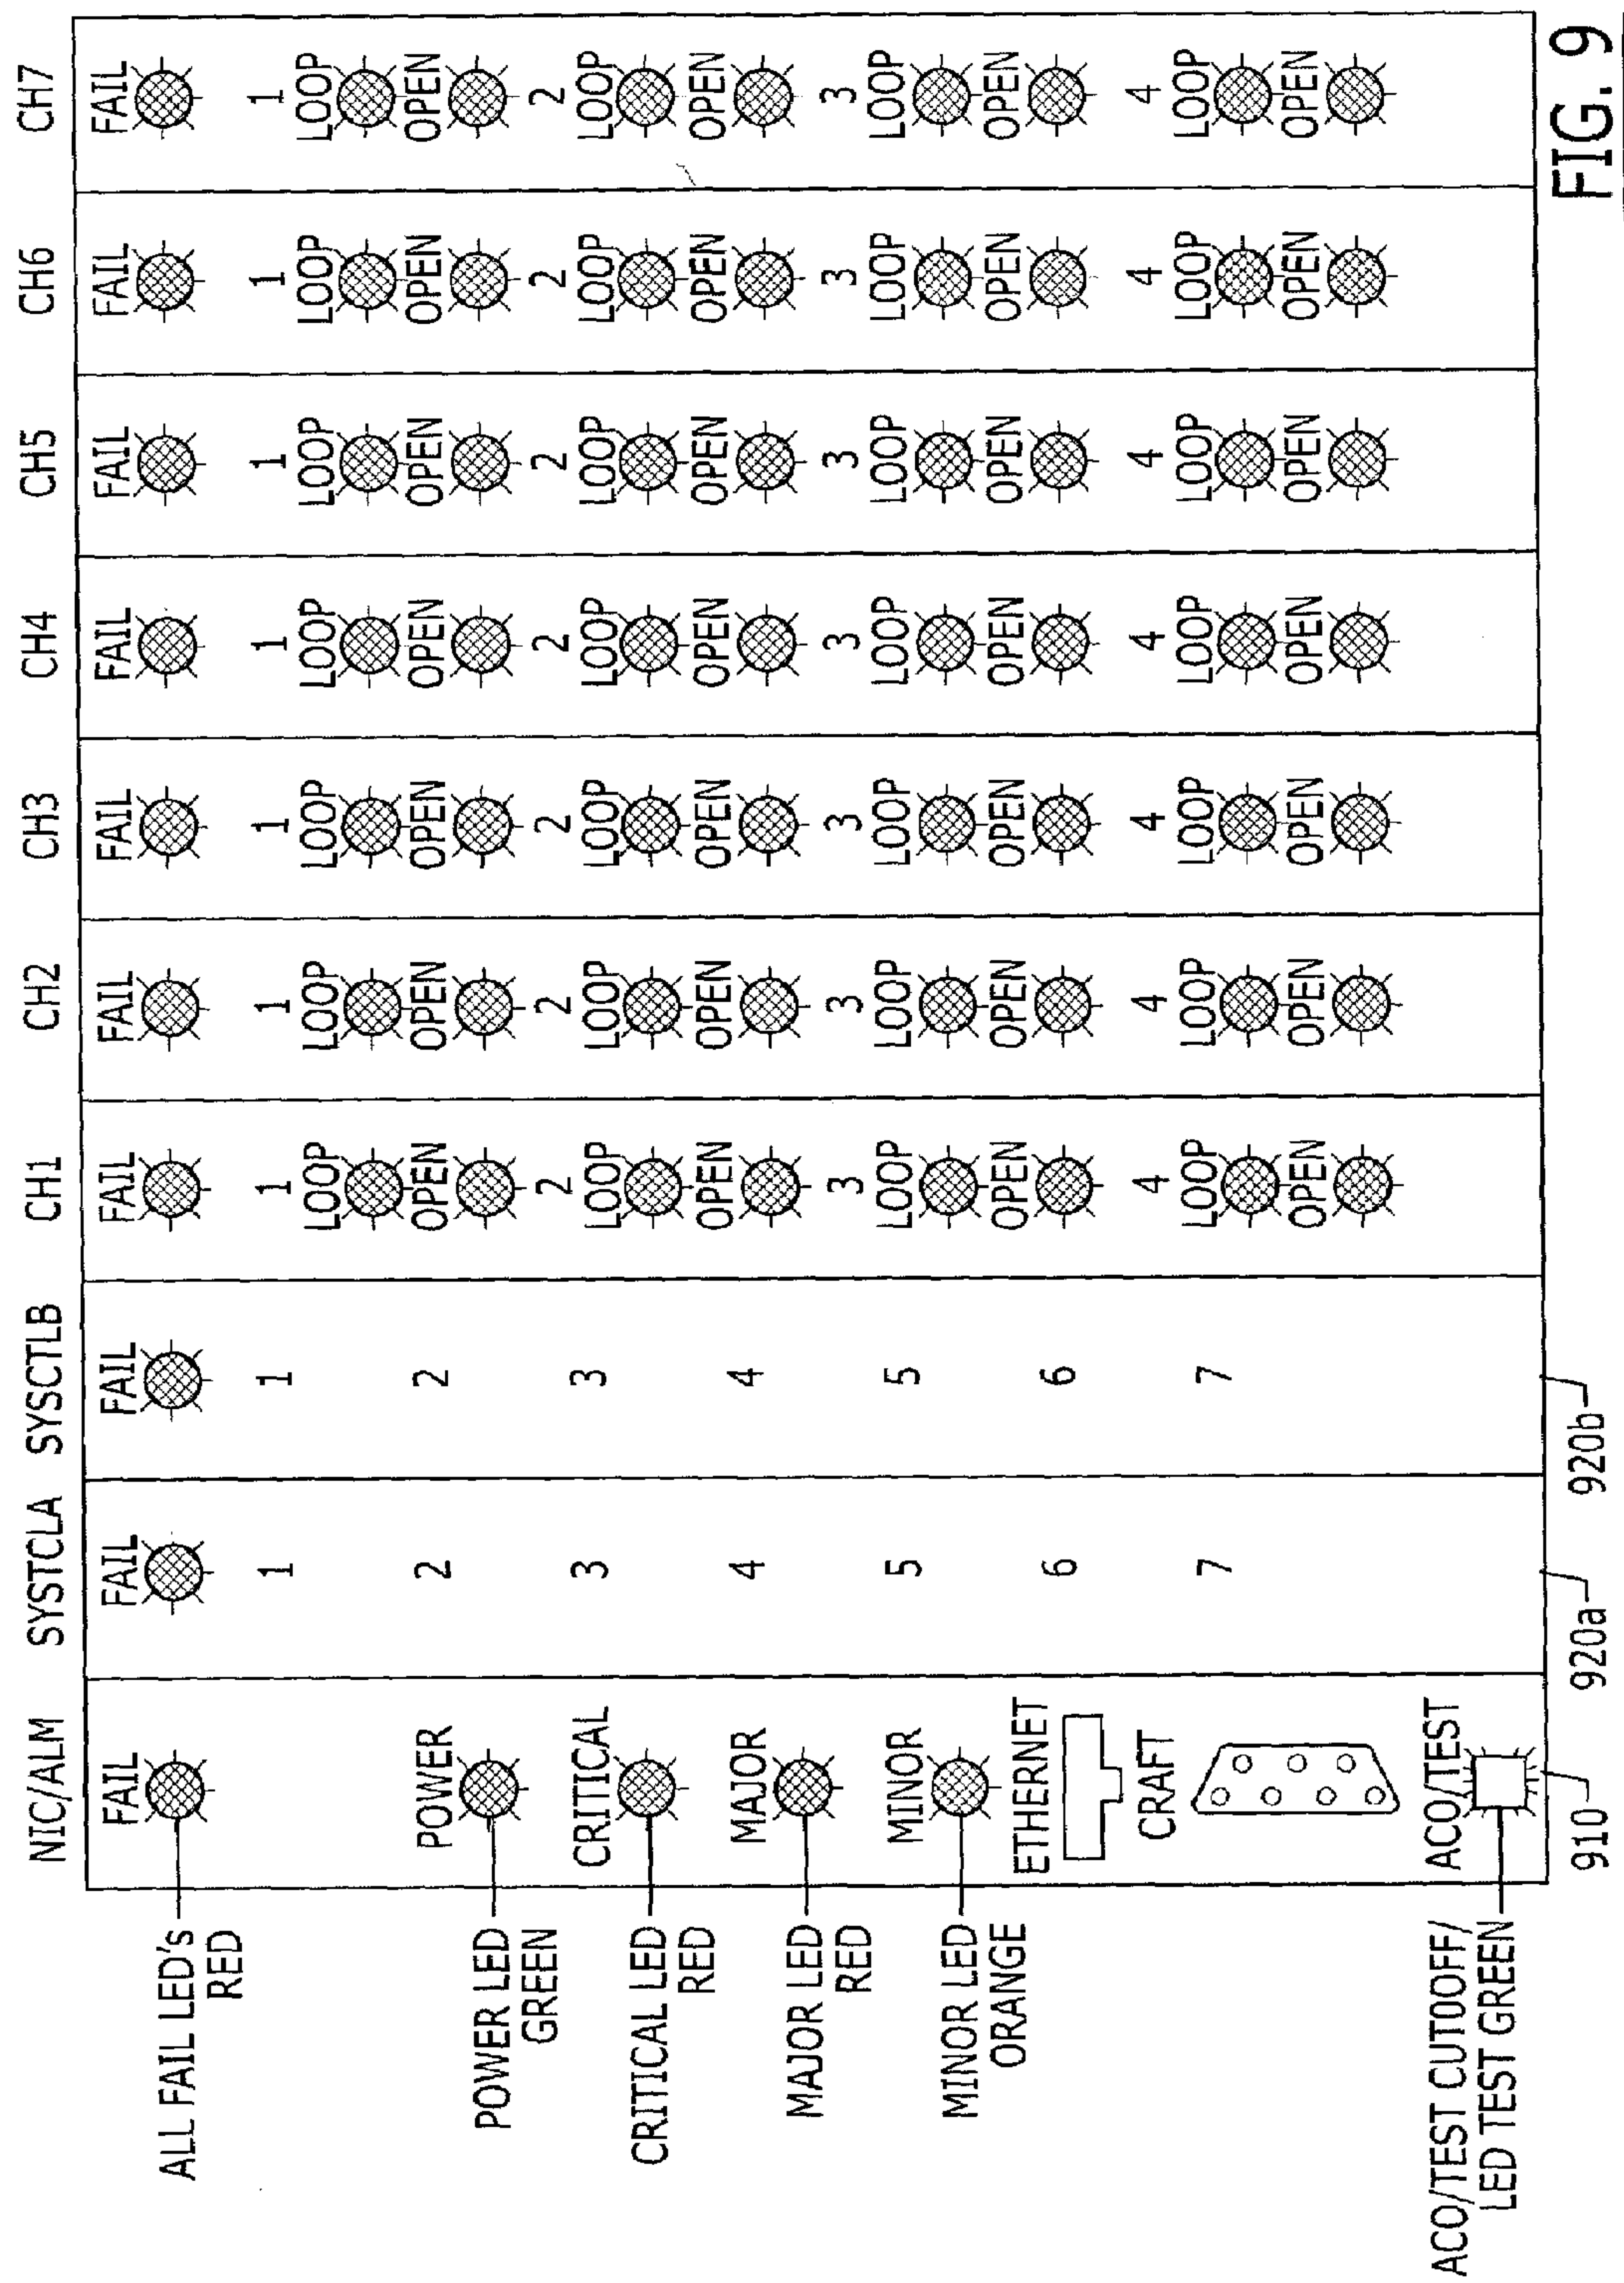 NIC/ALM SYSTCLA SYSCTLB CH1 CH2 CH3 CH4 CH5 CH6 CH7
ALL FAIL LED's
RED
FAIL
POWER LED
GREEN
POWER
CRITICAL LED
RED
CRITICAL
MAJOR LED
RED
MAJOR
MINOR LED
ORANGE
MINOR
ETHERNET
CRAFT
ACO/TEST
ACO/TEST CUTOOFF/
LED TEST GREEN
910
FAIL
1
2
3
4
5
6
7
920a
FAIL
1
2
3
4
5
6
7
920b
FAIL
1
LOOP
OPEN
2
LOOP
OPEN
3
LOOP
OPEN
4
LOOP
OPEN
FAIL
1
LOOP
OPEN
2
LOOP
OPEN
3
LOOP
OPEN
4
LOOP
OPEN
FAIL
1
LOOP
OPEN
2
LOOP
OPEN
3
LOOP
OPEN
4
LOOP
OPEN
FAIL
1
LOOP
OPEN
2
LOOP
OPEN
3
LOOP
OPEN
4
LOOP
OPEN
FAIL
1
LOOP
OPEN
2
LOOP
OPEN
3
LOOP
OPEN
4
LOOP
OPEN
FAIL
1
LOOP
OPEN
2
LOOP
OPEN
3
LOOP
OPEN
4
LOOP
OPEN
FAIL
1
LOOP
OPEN
2
LOOP
OPEN
3
LOOP
OPEN
4
LOOP
OPEN
FIG. 9